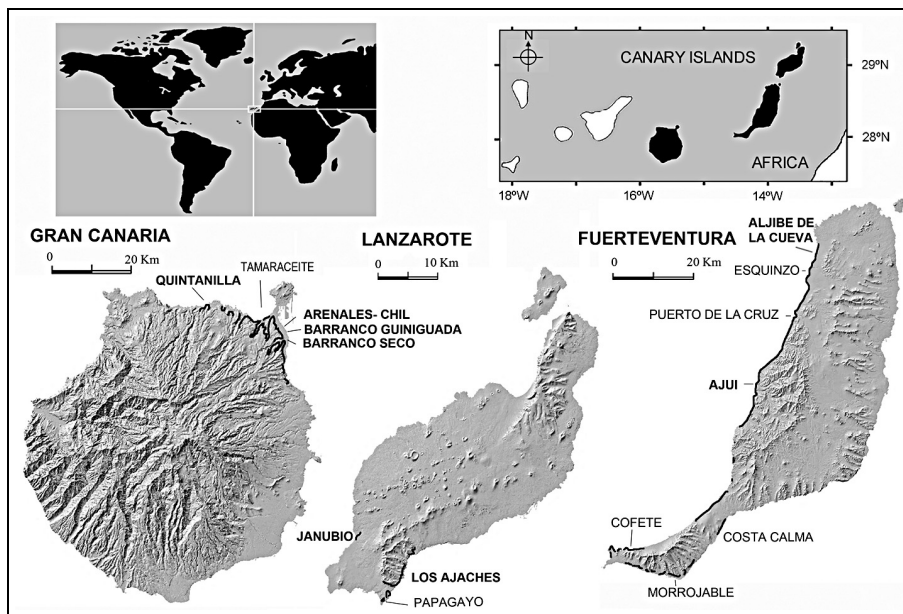 N
CANARY ISLANDS
29ºN
28ºN
AFRICA
18ºW
16ºW
14ºW
GRAN CANARIA
0
20 Km
QUINTANILLA
TAMARACEITE
ARENALES- CHIL
BARRANCO GUINIGUADA
BARRANCO SECO
LANZAROTE
0
10 Km
JANUBIO
LOS AJACHES
PAPAGAYO
FUERTEVENTURA
0
20 Km
ALJIBE DE
LA CUEVA
ESQUINZO
PUERTO DE LA CRUZ
AJUI
COFETE
COSTA CALMA
MORROJABLE